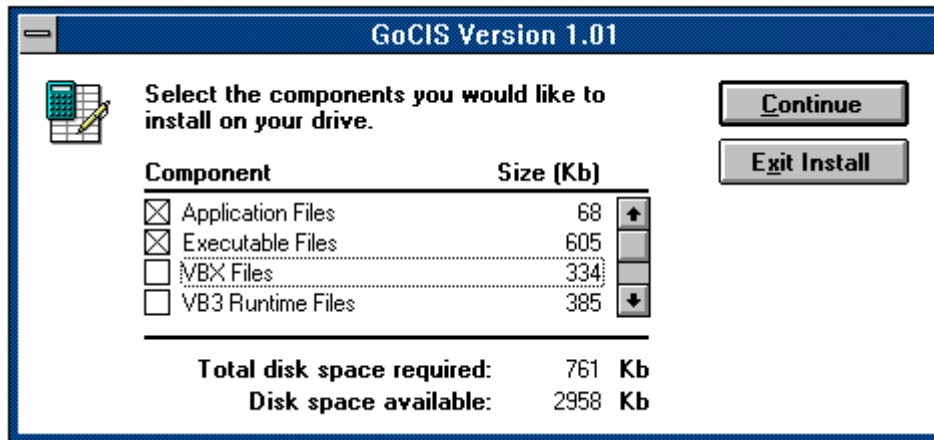 GoCIS Version 1.01
Select the components you would like to
install on your drive.
Continue
Exit Install
Component Size (Kb)
Application Files 68
Executable Files 605
VBX Files 334
VB3 Runtime Files 385
Total disk space required: 761 Kb
Disk space available: 2958 Kb